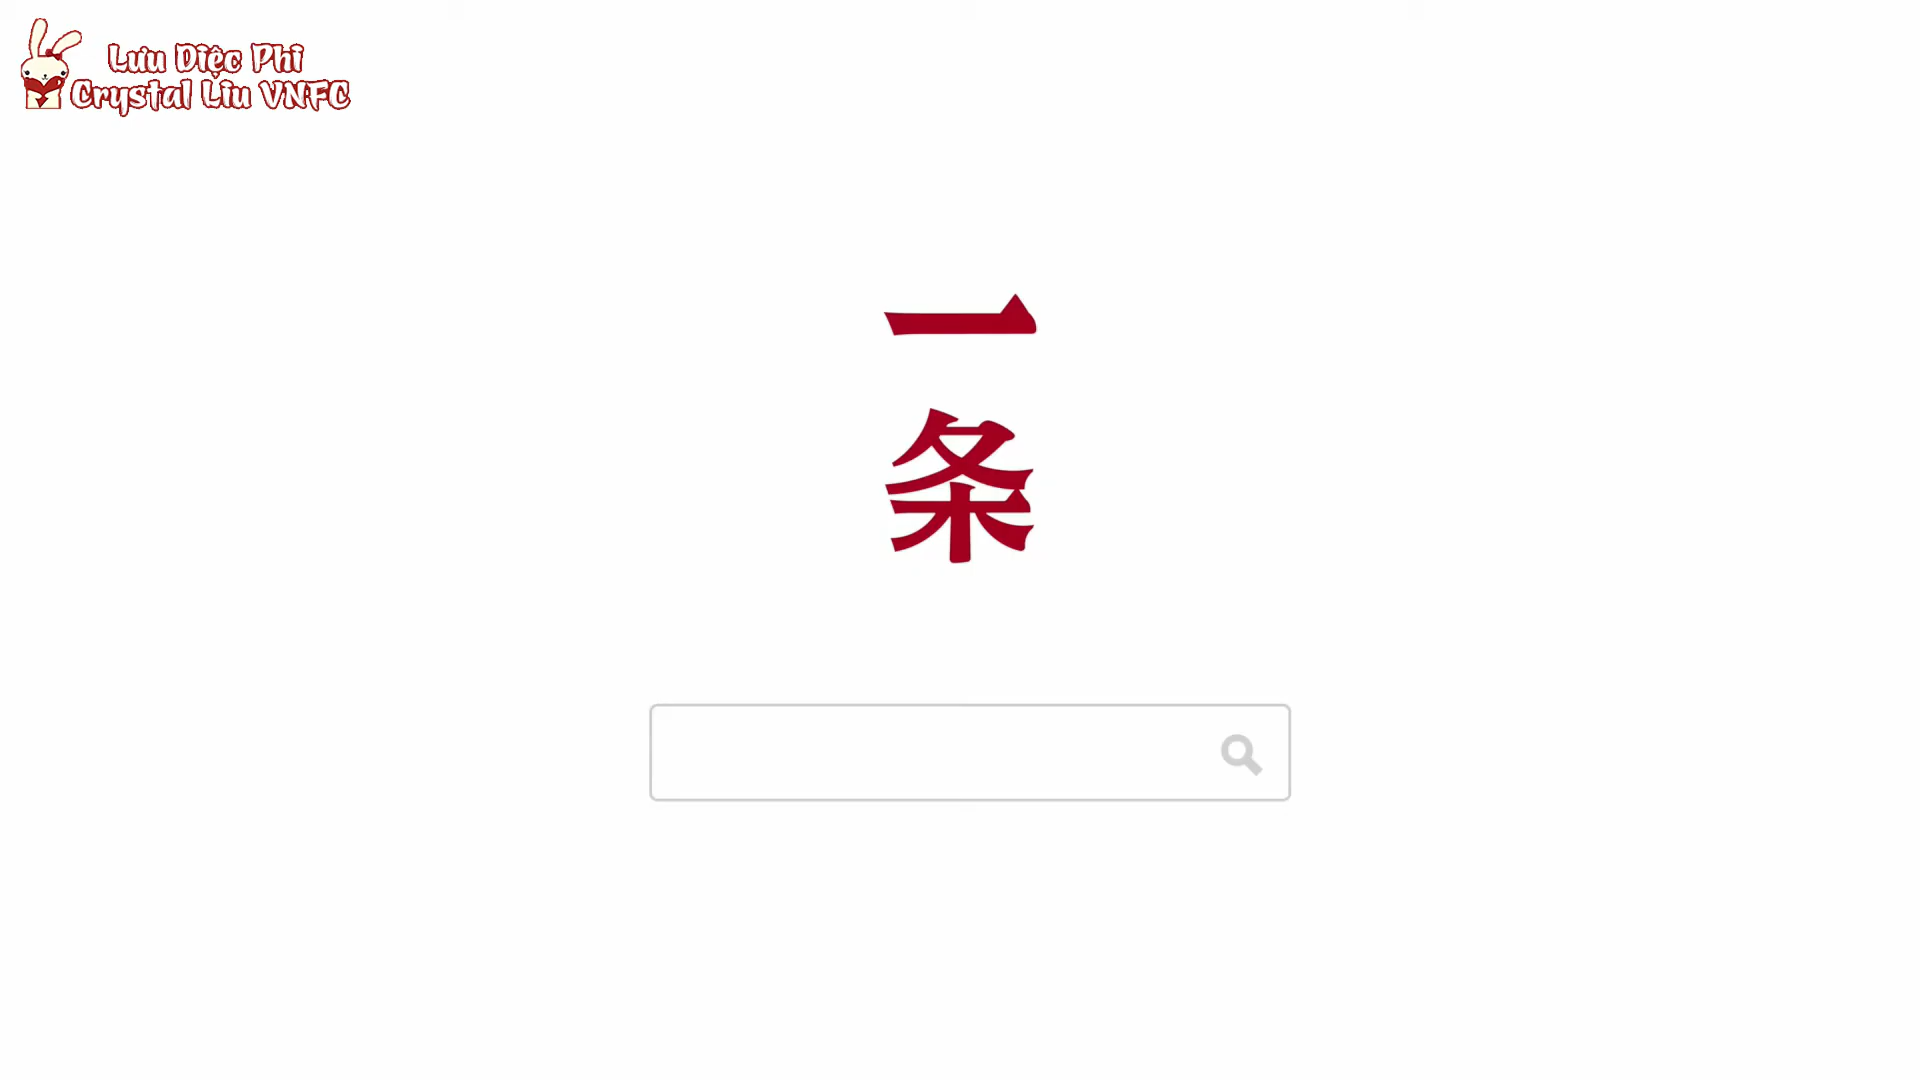 Lưu Diệc Phi
Crystal Liu VNFC
一
条